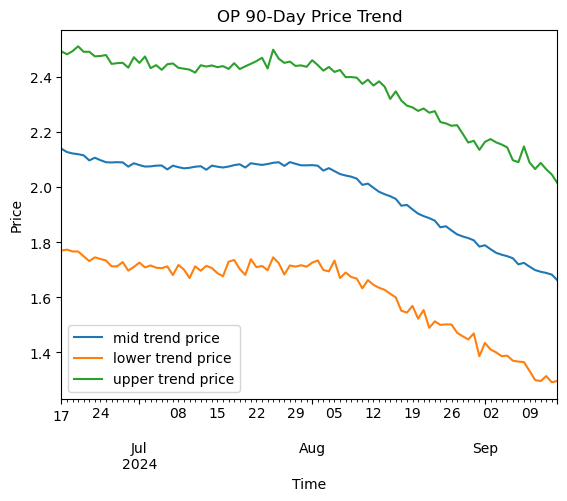 OP 90-Day Price Trend
Price
2.4
2.2
2.0
1.8
1.6
1.4
mid trend price
lower trend price
upper trend price
17 24 08 15 22 29 05 12 19 26 02 09
Jul Aug Sep
2024
Time